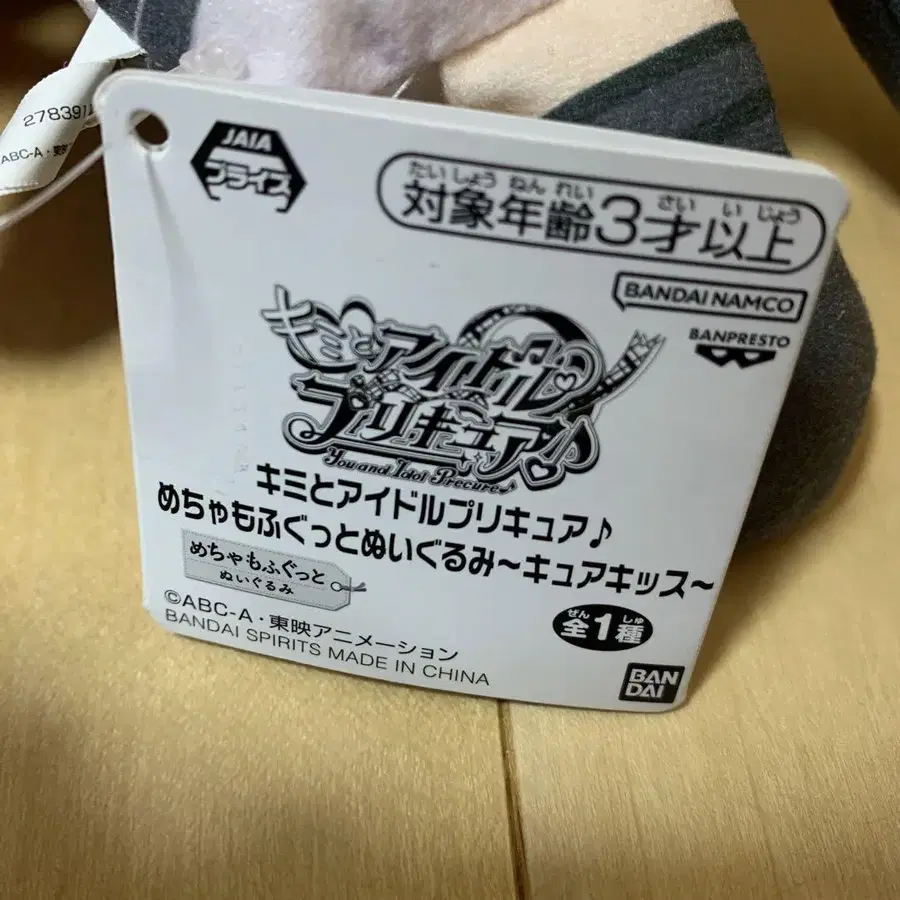 278391
ABC-A・東映
JAIA
プライズ
たいしょうねんれい さいいじょう
対象年齢3才以上
BANDAI NAMCO
BANPRESTO
キミとアイドル
プリキュア♪
You and Idol Precure♪
キミとアイドルプリキュア♪
めちゃもふぐっとぬいぐるみ〜キュアキッス〜
めちゃもふぐっと
ぬいぐるみ
ぜん しゅ
全1種
©ABC-A・東映アニメーション
BANDAI SPIRITS MADE IN CHINA
BAN
DAI